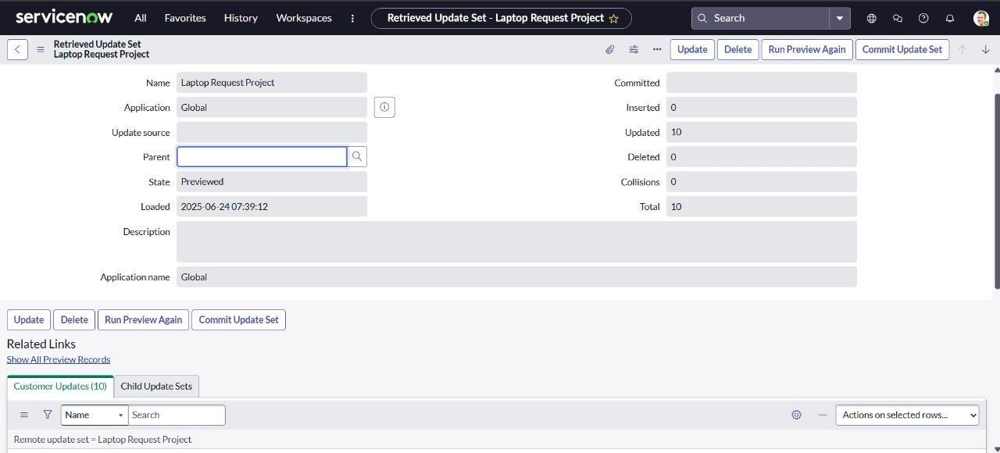 servicenow All Favorites History Workspaces Retrieved Update Set - Laptop Request Project Search
Retrieved Update Set
Laptop Request Project
Update Delete Run Preview Again Commit Update Set
Name Laptop Request Project Committed
Application Global Inserted 0
Update source Updated 10
Parent Deleted 0
State Previewed Collisions 0
Loaded 2025-06-24 07:39:12 Total 10
Description
Application name Global
Update Delete Run Preview Again Commit Update Set
Related Links
Show All Preview Records
Customer Updates (10) Child Update Sets
Name Search Actions on selected rows...
Remote update set = Laptop Request Project